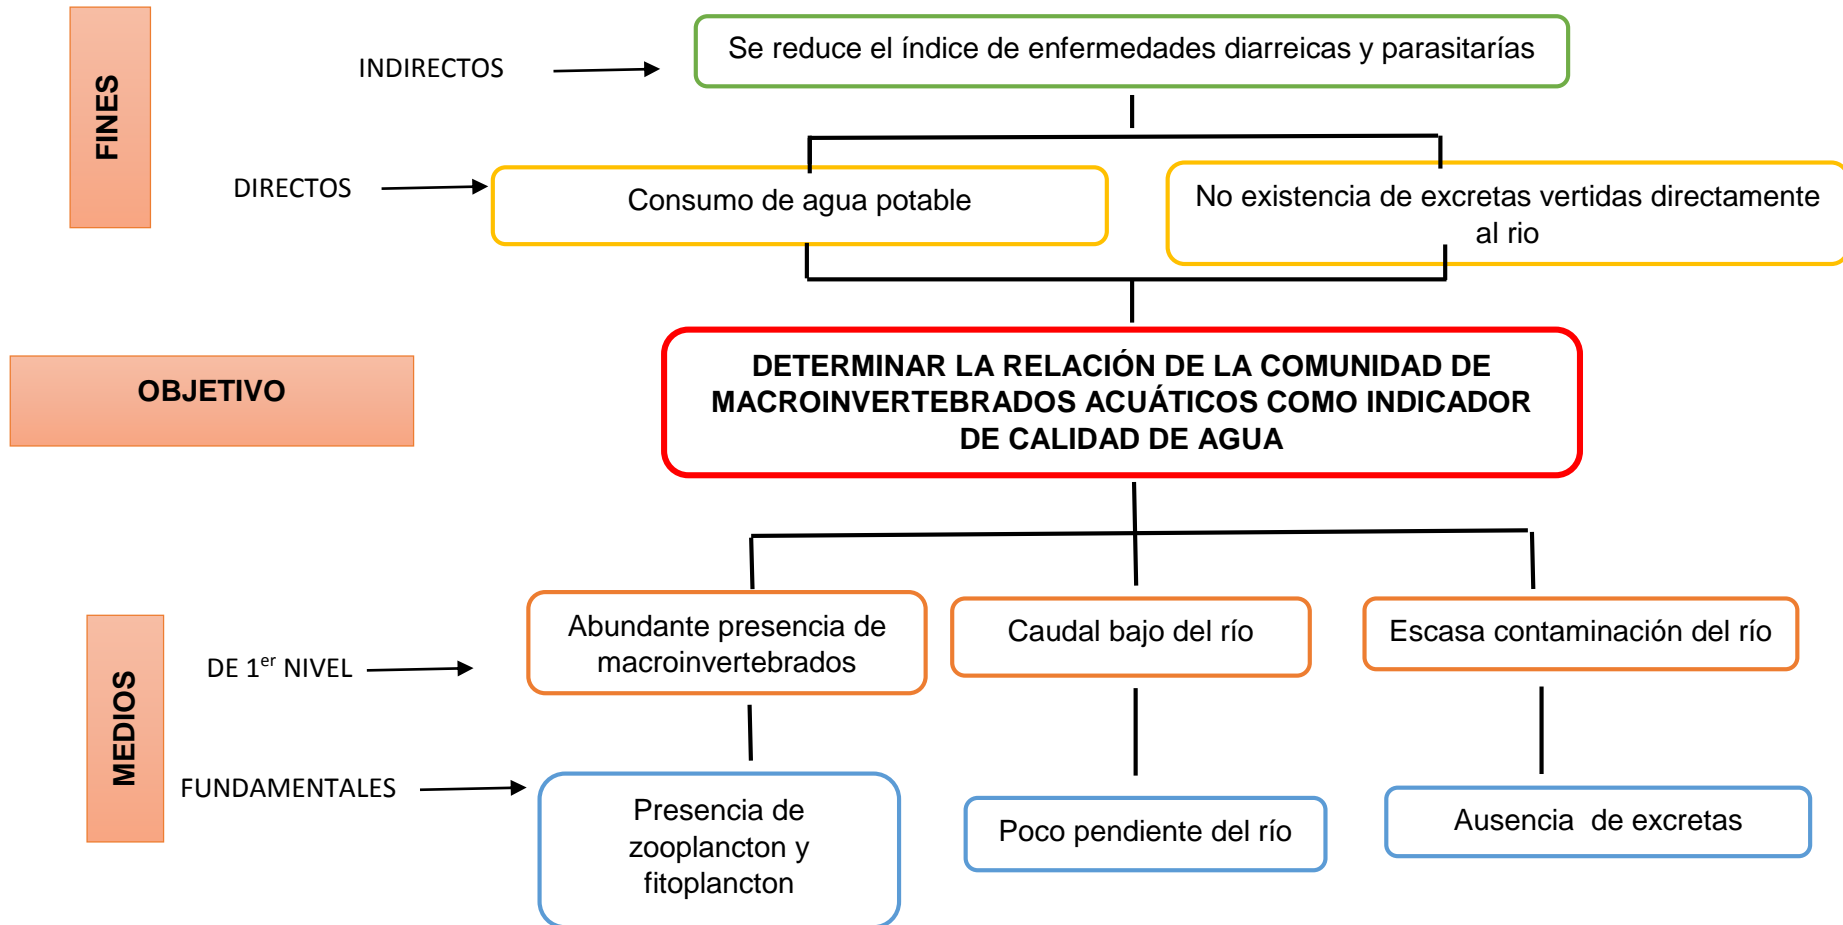 FINES
INDIRECTOS
Se reduce el índice de enfermedades diarreicas y parasitarías
DIRECTOS
Consumo de agua potable
No existencia de excretas vertidas directamente
al rio
OBJETIVO
DETERMINAR LA RELACIÓN DE LA COMUNIDAD DE
MACROINVERTEBRADOS ACUÁTICOS COMO INDICADOR
DE CALIDAD DE AGUA
MEDIOS
DE 1er NIVEL
Abundante presencia de
macroinvertebrados
Caudal bajo del río
Escasa contaminación del río
FUNDAMENTALES
Presencia de
zooplancton y
fitoplancton
Poco pendiente del río
Ausencia de excretas